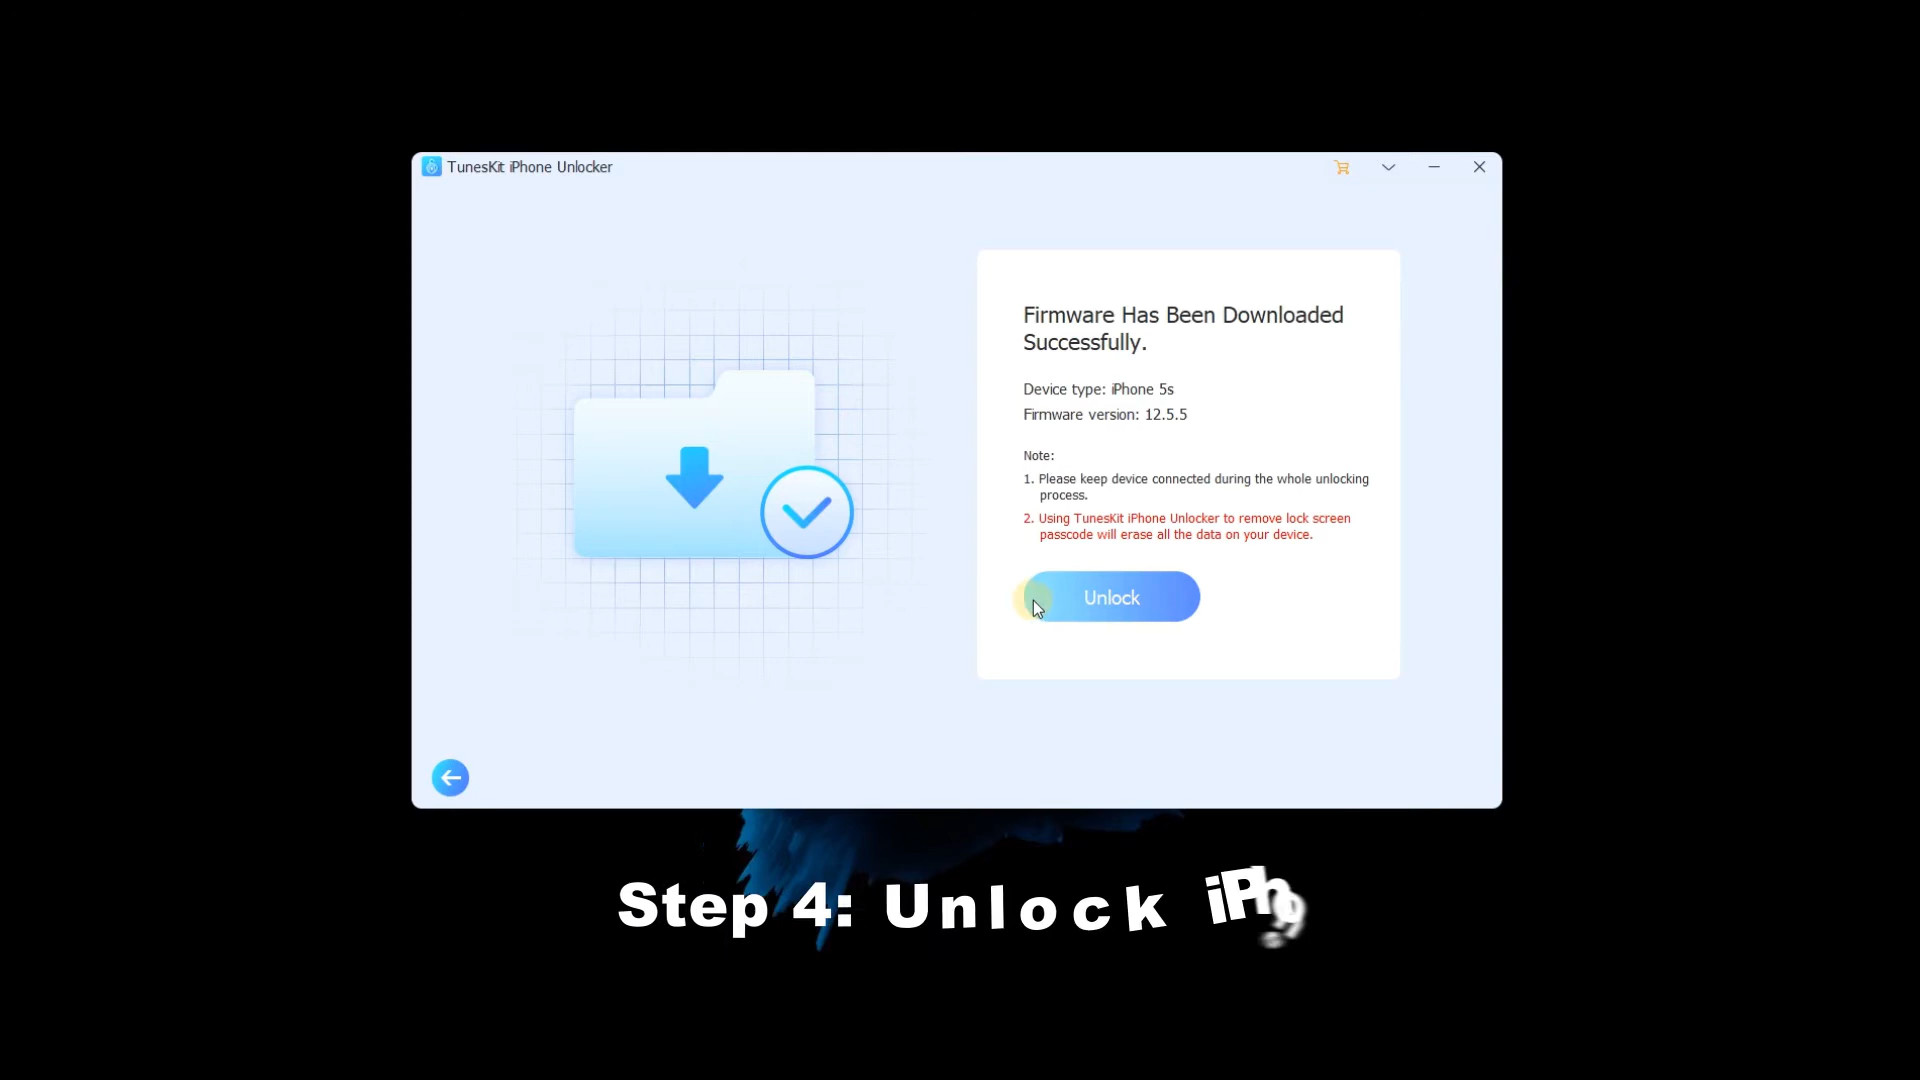 TunesKit iPhone Unlocker
Firmware Has Been Downloaded
Successfully.
Device type: iPhone 5s
Firmware version: 12.5.5
Note:
1. Please keep device connected during the whole unlocking
process.
2. Using TunesKit iPhone Unlocker to remove lock screen
passcode will erase all the data on your device.
Unlock
Step 4: Unlock